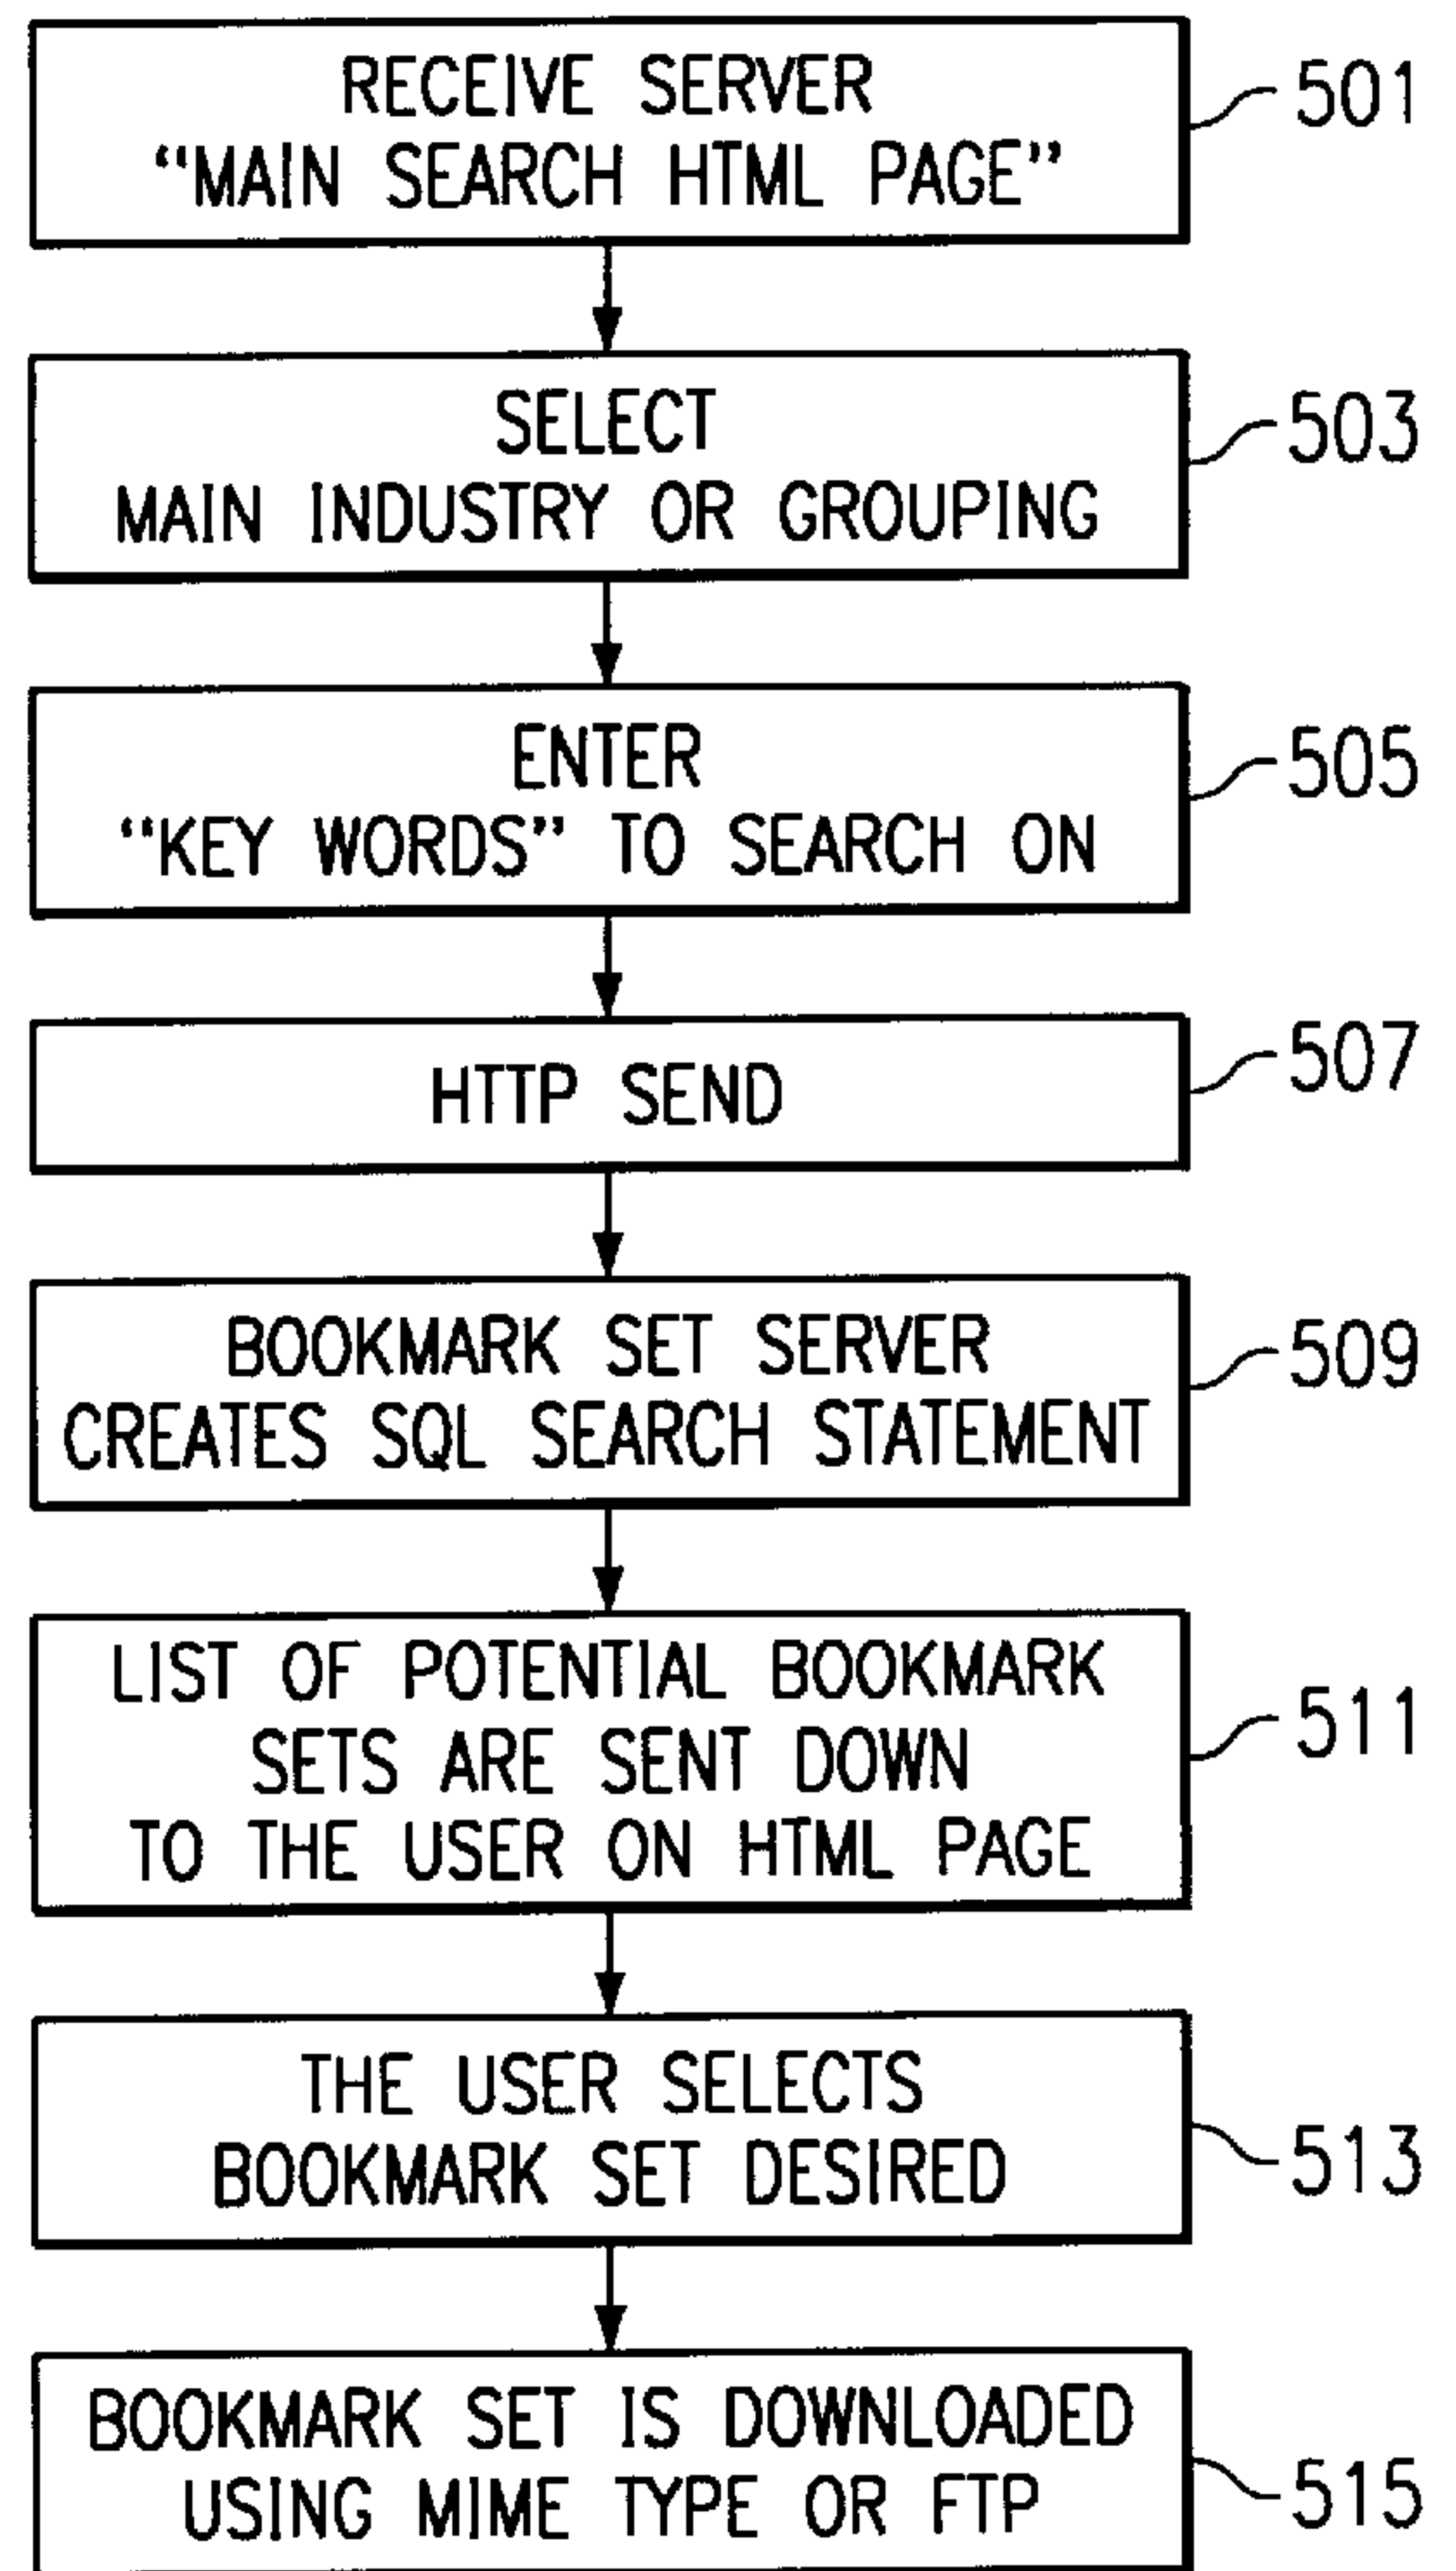 RECEIVE SERVER
“MAIN SEARCH HTML PAGE”
501
SELECT
MAIN INDUSTRY OR GROUPING
503
ENTER
“KEY WORDS” TO SEARCH ON
505
HTTP SEND
507
BOOKMARK SET SERVER
CREATES SQL SEARCH STATEMENT
509
LIST OF POTENTIAL BOOKMARK
SETS ARE SENT DOWN
TO THE USER ON HTML PAGE
511
THE USER SELECTS
BOOKMARK SET DESIRED
513
BOOKMARK SET IS DOWNLOADED
USING MIME TYPE OR FTP
515